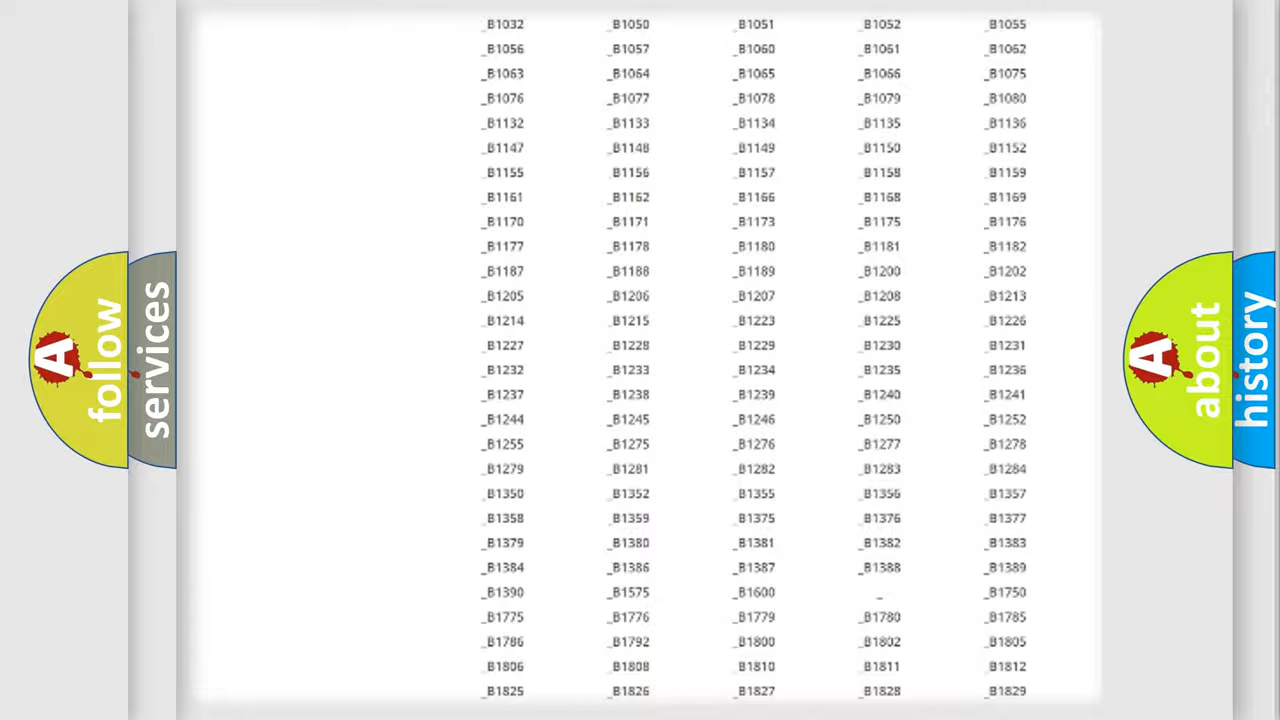 _B1032 _B1050 _B1051 _B1052 _B1055
_B1056 _B1057 _B1060 _B1061 _B1062
_B1063 _B1064 _B1065 _B1066 _B1075
_B1076 _B1077 _B1078 _B1079 _B1080
_B1132 _B1133 _B1134 _B1135 _B1136
_B1147 _B1148 _B1149 _B1150 _B1152
_B1155 _B1156 _B1157 _B1158 _B1159
_B1161 _B1162 _B1166 _B1168 _B1169
_B1170 _B1171 _B1173 _B1175 _B1176
_B1177 _B1178 _B1180 _B1181 _B1182
_B1187 _B1188 _B1189 _B1200 _B1202
_B1205 _B1206 _B1207 _B1208 _B1213
_B1214 _B1215 _B1223 _B1225 _B1226
_B1227 _B1228 _B1229 _B1230 _B1231
_B1232 _B1233 _B1234 _B1235 _B1236
_B1237 _B1238 _B1239 _B1240 _B1241
_B1244 _B1245 _B1246 _B1250 _B1252
_B1255 _B1275 _B1276 _B1277 _B1278
_B1279 _B1281 _B1282 _B1283 _B1284
_B1350 _B1352 _B1355 _B1356 _B1357
_B1358 _B1359 _B1375 _B1376 _B1377
_B1379 _B1380 _B1381 _B1382 _B1383
_B1384 _B1386 _B1387 _B1388 _B1389
_B1390 _B1575 _B1600 _ _B1750
_B1775 _B1776 _B1779 _B1780 _B1785
_B1786 _B1792 _B1800 _B1802 _B1805
_B1806 _B1808 _B1810 _B1811 _B1812
_B1825 _B1826 _B1827 _B1828 _B1829
A follow
services
A about
history